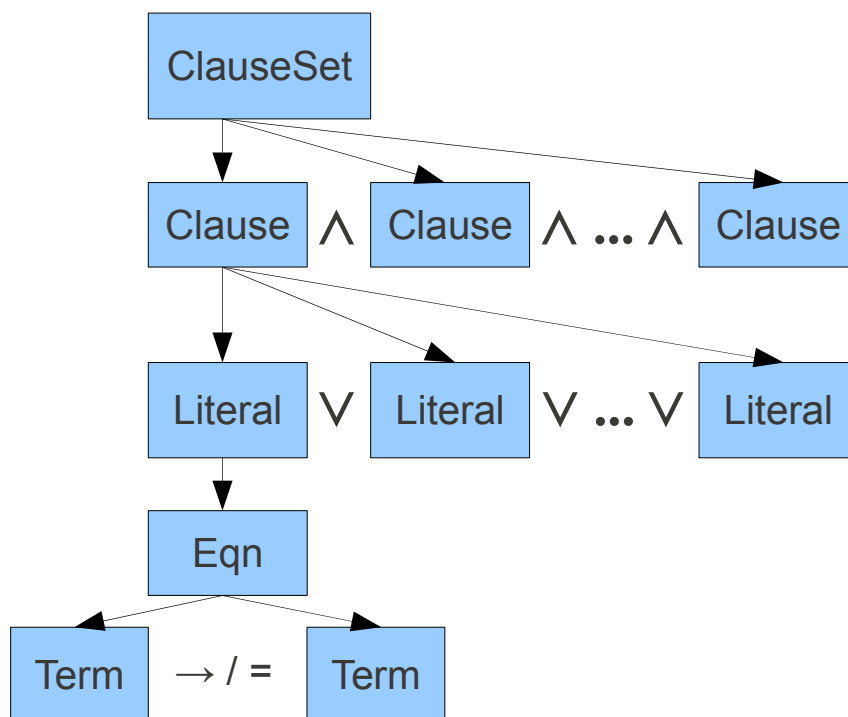 ClauseSet
Clause ∧ Clause ∧ ... ∧ Clause
Literal ∨ Literal ∨ ... ∨ Literal
Eqn
Term → / = Term